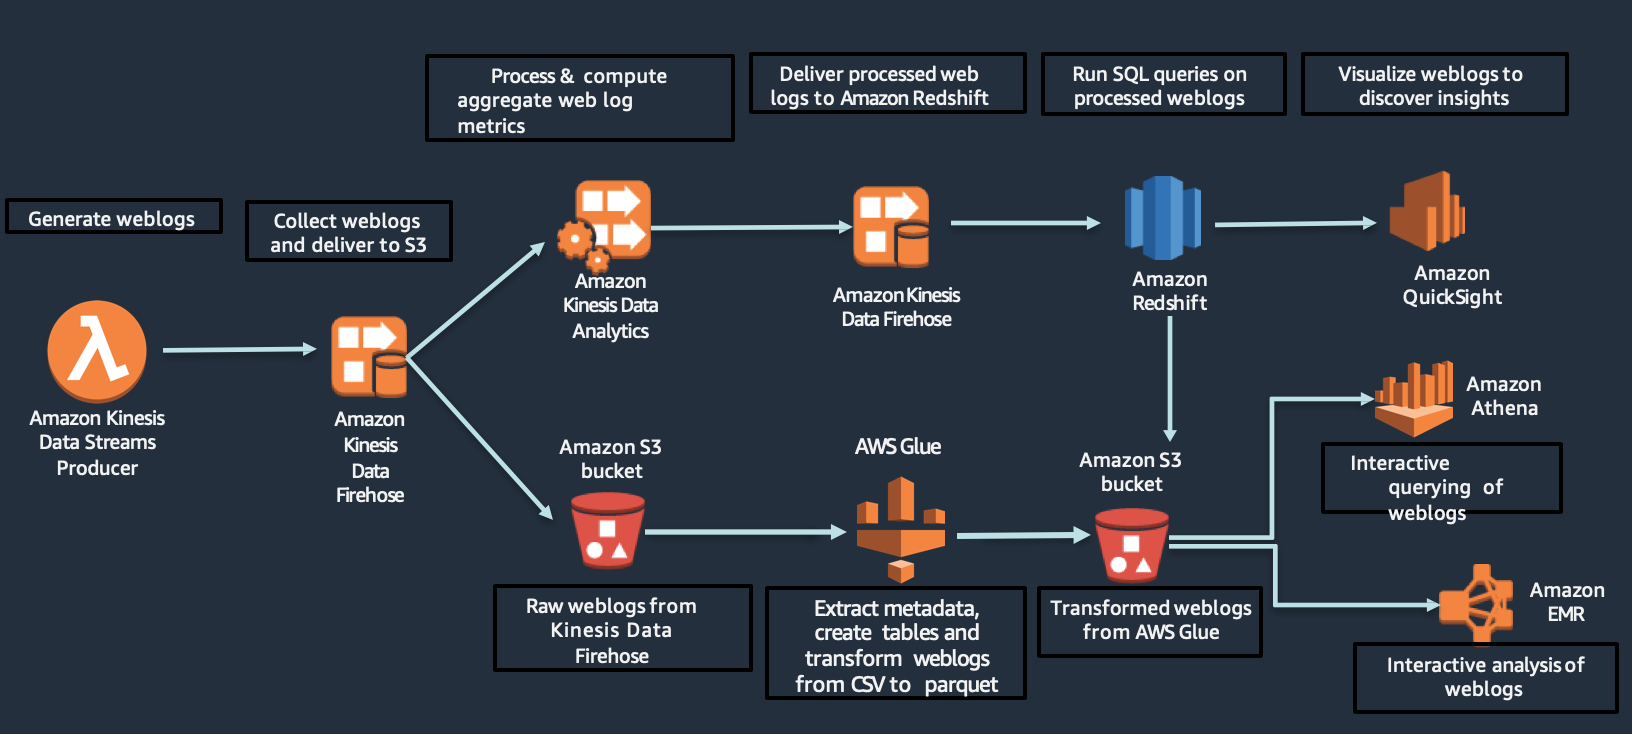 Process & compute
aggregate web log
metrics
Deliver processed web
logs to Amazon Redshift
Run SQL queries on
processed weblogs
Visualize weblogs to
discover insights
Generate weblogs
Collect weblogs
and deliver to S3
Amazon
Kinesis Data
Analytics
Amazon Kinesis
Data Firehose
Amazon
Redshift
Amazon
QuickSight
Amazon Kinesis
Data Streams
Producer
Amazon
Kinesis
Data
Firehose
Amazon S3
bucket
AWS Glue
Amazon S3
bucket
Amazon
Athena
Interactive
querying of
weblogs
Raw weblogs from
Kinesis Data
Firehose
Extract metadata,
create tables and
transform weblogs
from CSV to parquet
Transformed weblogs
from AWS Glue
Amazon
EMR
Interactive analysis of
weblogs